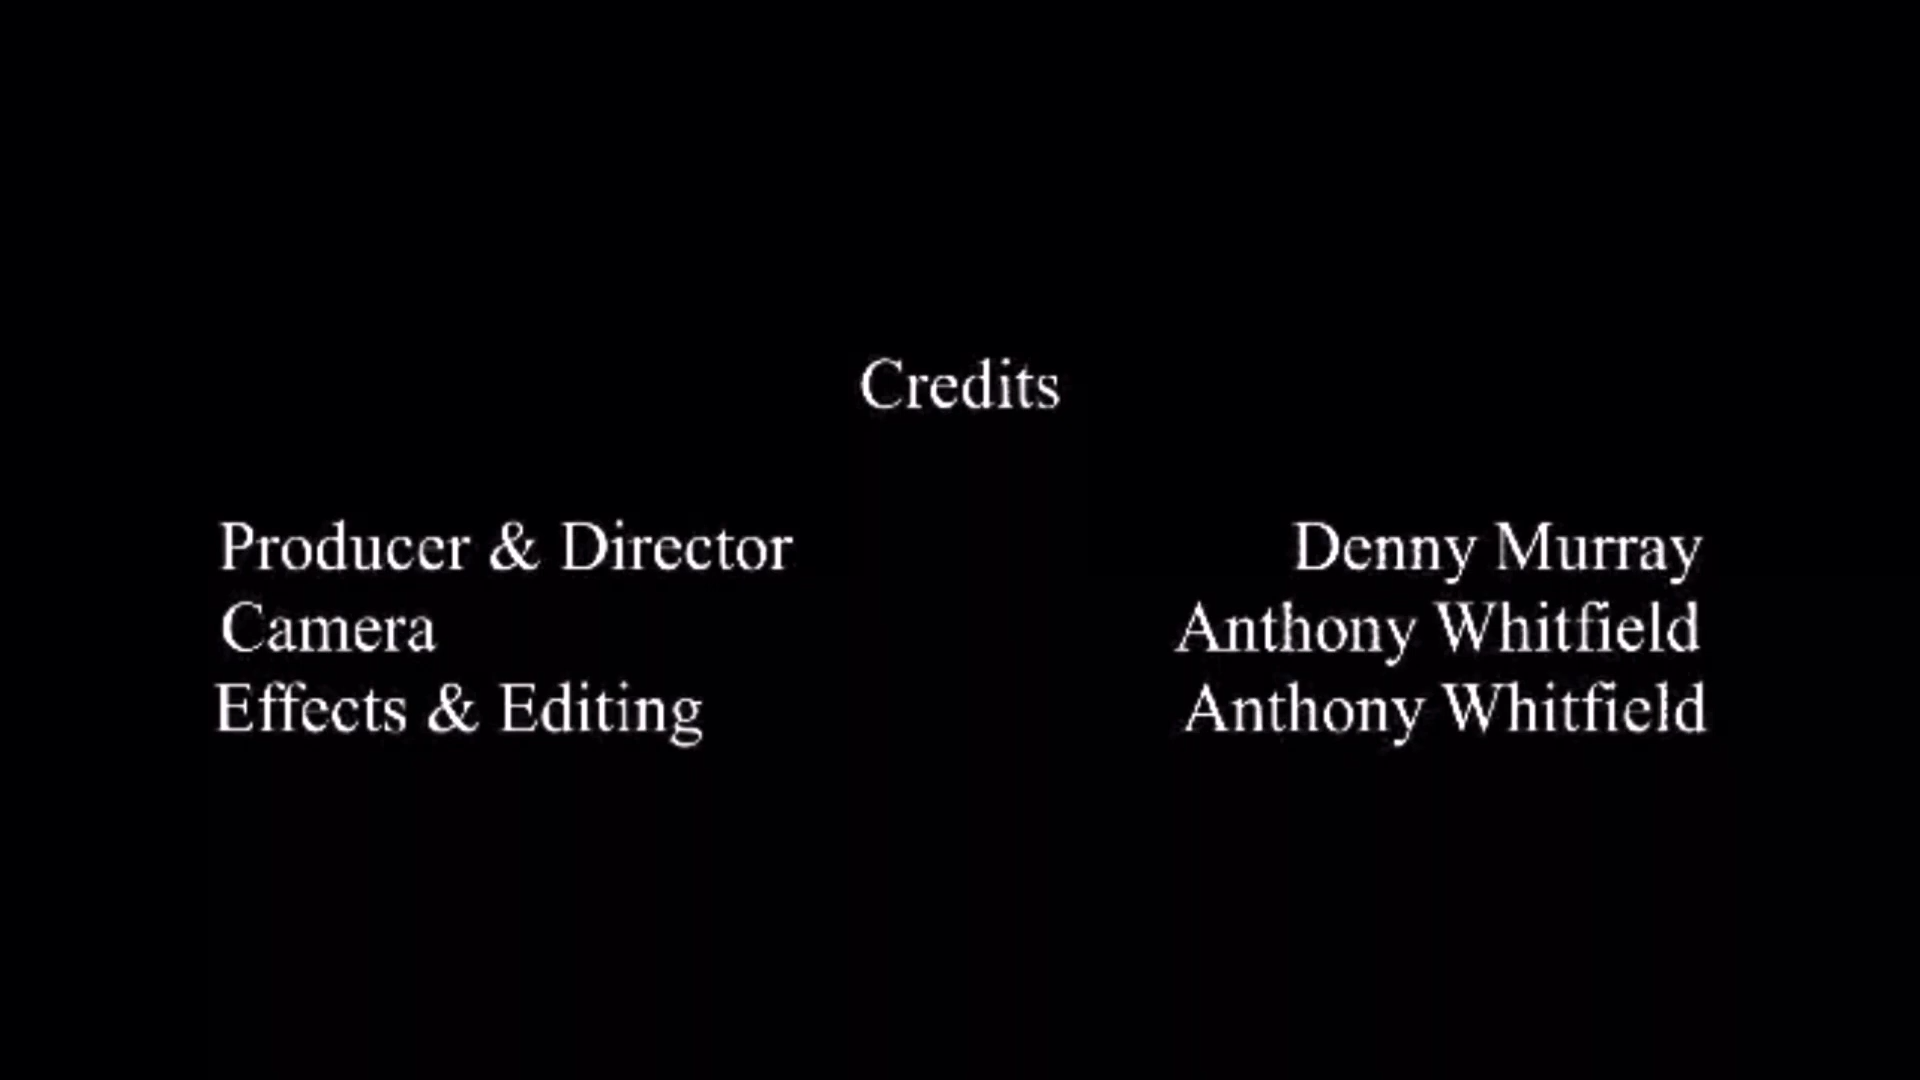 Credits
Producer & Director Denny Murray
Camera Anthony Whitfield
Effects & Editing Anthony Whitfield